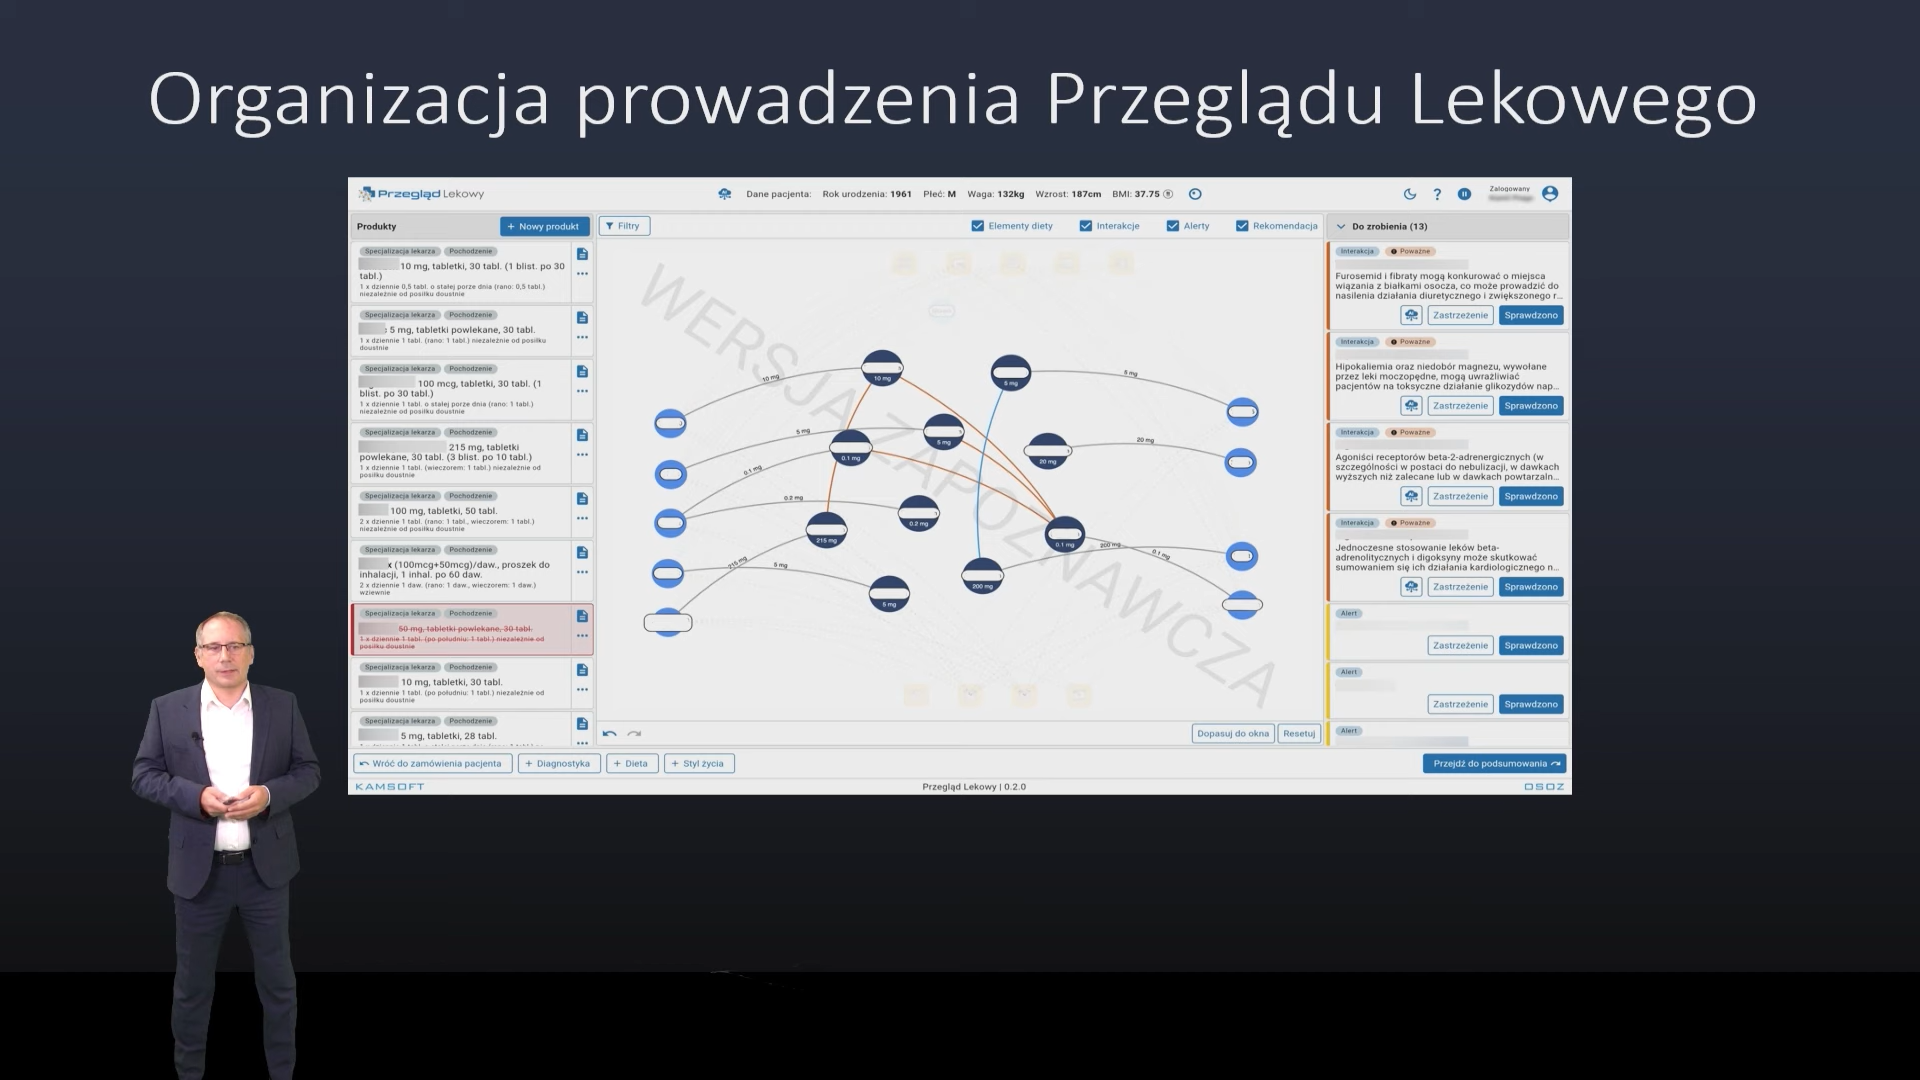 Organizacja prowadzenia Przeglądu Lekowego
Przegląd Lekowy
Dane pacjenta: Rok urodzenia: 1961 Płeć: M Waga: 132kg Wzrost: 187cm BMI: 37.75
Zalogowany
Produkty
+ Nowy produkt
Filtry
Elementy diety
Interakcje
Alerty
Rekomendacja
Do zrobienia (13)
Specjalizacja lekarza Pochodzenie
10 mg, tabletki, 30 tabl. (1 blist. po 30
tabl.)
1 x dziennie 0,5 tabl. o stałej porze dnia (rano: 0,5 tabl.)
niezależnie od posiłku doustnie
Specjalizacja lekarza Pochodzenie
5 mg, tabletki powlekane, 30 tabl.
1 x dziennie 1 tabl. (rano: 1 tabl.) niezależnie od posiłku
doustnie
Specjalizacja lekarza Pochodzenie
100 mcg, tabletki, 30 tabl. (1
blist. po 30 tabl.)
1 x dziennie 1 tabl. o stałej porze dnia (rano: 1 tabl.)
niezależnie od posiłku doustnie
Specjalizacja lekarza Pochodzenie
215 mg, tabletki
powlekane, 30 tabl. (3 blist. po 10 tabl.)
1 x dziennie 1 tabl. (wieczorem: 1 tabl.) niezależnie od
posiłku doustnie
Specjalizacja lekarza Pochodzenie
100 mg, tabletki, 50 tabl.
2 x dziennie 1 tabl. (rano: 1 tabl., wieczorem: 1 tabl.)
niezależnie od posiłku doustnie
Specjalizacja lekarza Pochodzenie
x (100mcg+50mcg)/daw., proszek do
inhalacji, 1 inhal. po 60 daw.
2 x dziennie 1 daw. (rano: 1 daw., wieczorem: 1 daw.)
wziewnie
Specjalizacja lekarza Pochodzenie
50 mg, tabletki powlekane, 30 tabl.
1 x dziennie 1 tabl. (po południu: 1 tabl.) niezależnie od
posiłku doustnie
Specjalizacja lekarza Pochodzenie
10 mg, tabletki, 30 tabl.
1 x dziennie 1 tabl. (po południu: 1 tabl.) niezależnie od
posiłku doustnie
Specjalizacja lekarza Pochodzenie
5 mg, tabletki, 28 tabl.
WERSJA ZAPOZNAWCZA
10 mg
10 mg
5 mg
5 mg
5 mg
5 mg
0.1 mg
0.1 mg
20 mg
20 mg
0.2 mg
0.2 mg
215 mg
215 mg
0.1 mg
200 mg
0.1 mg
5 mg
5 mg
200 mg
Dopasuj do okna
Resetuj
Interakcja Poważne
Furosemid i fibraty mogą konkurować o miejsca
wiązania z białkami osocza, co może prowadzić do
nasilenia działania diuretycznego i zwiększonego r...
Zastrzeżenie Sprawdzono
Interakcja Poważne
Hipokaliemia oraz niedobór magnezu, wywołane
przez leki moczopędne, mogą uwrażliwiać
pacjentów na toksyczne działanie glikozydów nap...
Zastrzeżenie Sprawdzono
Interakcja Poważne
Agoniści receptorów beta-2-adrenergicznych (w
szczególności w postaci do nebulizacji, w dawkach
wyższych niż zalecane lub w dawkach powtarzaln...
Zastrzeżenie Sprawdzono
Interakcja Poważne
Jednoczesne stosowanie leków beta-
adrenolitycznych i digoksyny może skutkować
sumowaniem się ich działania kardiologicznego n...
Zastrzeżenie Sprawdzono
Alert
Zastrzeżenie Sprawdzono
Alert
Zastrzeżenie Sprawdzono
Alert
Wróć do zamówienia pacjenta
+ Diagnostyka
+ Dieta
+ Styl życia
Przejdź do podsumowania
KAMSOFT
Przegląd Lekowy | 0.2.0
OSOZ